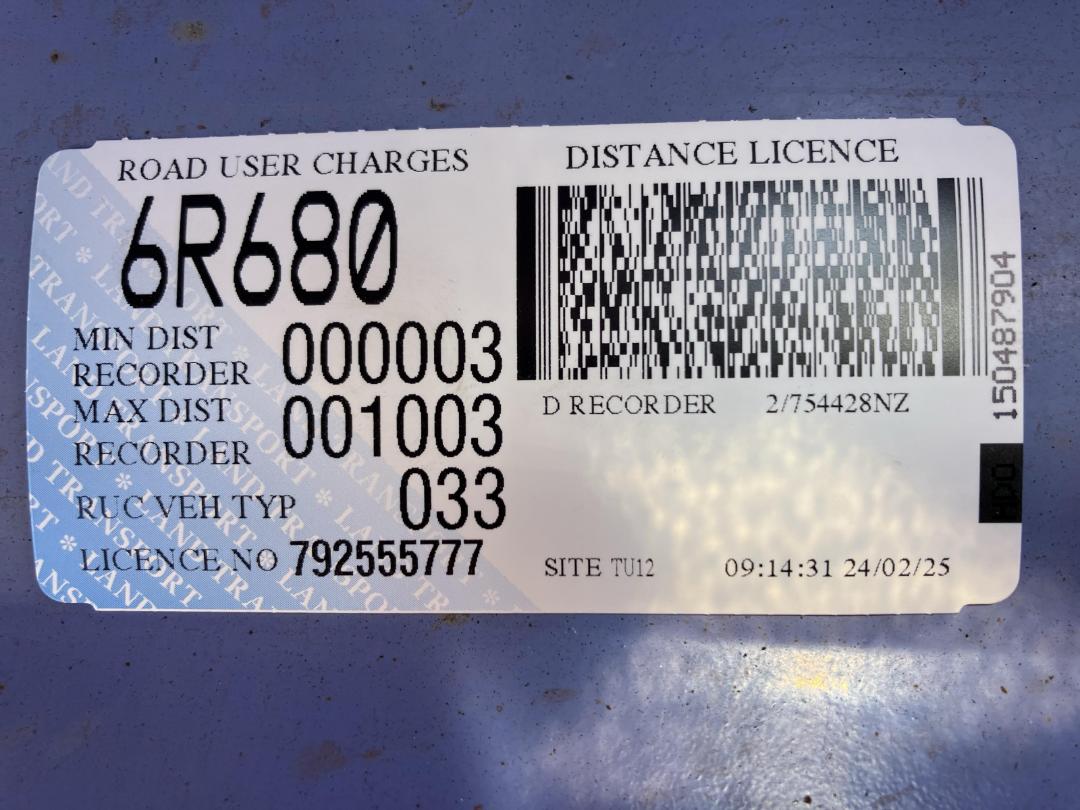 ROAD USER CHARGES
6R680
MIN DIST
RECORDER 000003
MAX DIST
RECORDER 001003
RUC VEH TYP 033
LICENCE NO 792555777
DISTANCE LICENCE
D RECORDER 2/754428NZ
SITE TU12 09:14:31 24/02/25
150487904